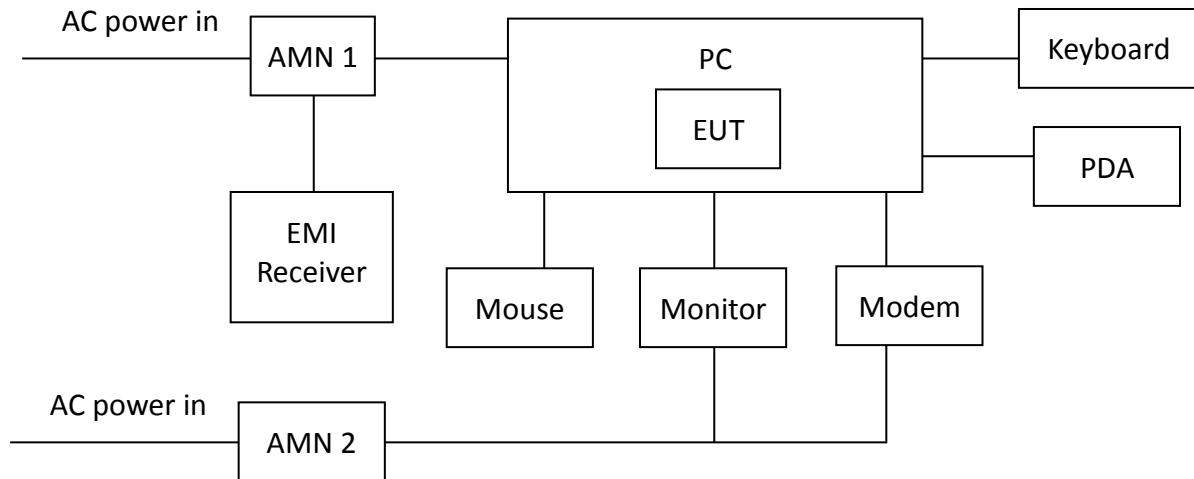 AC power in
AMN 1
PC
EUT
Keyboard
PDA
EMI
Receiver
Mouse
Monitor
Modem
AC power in
AMN 2